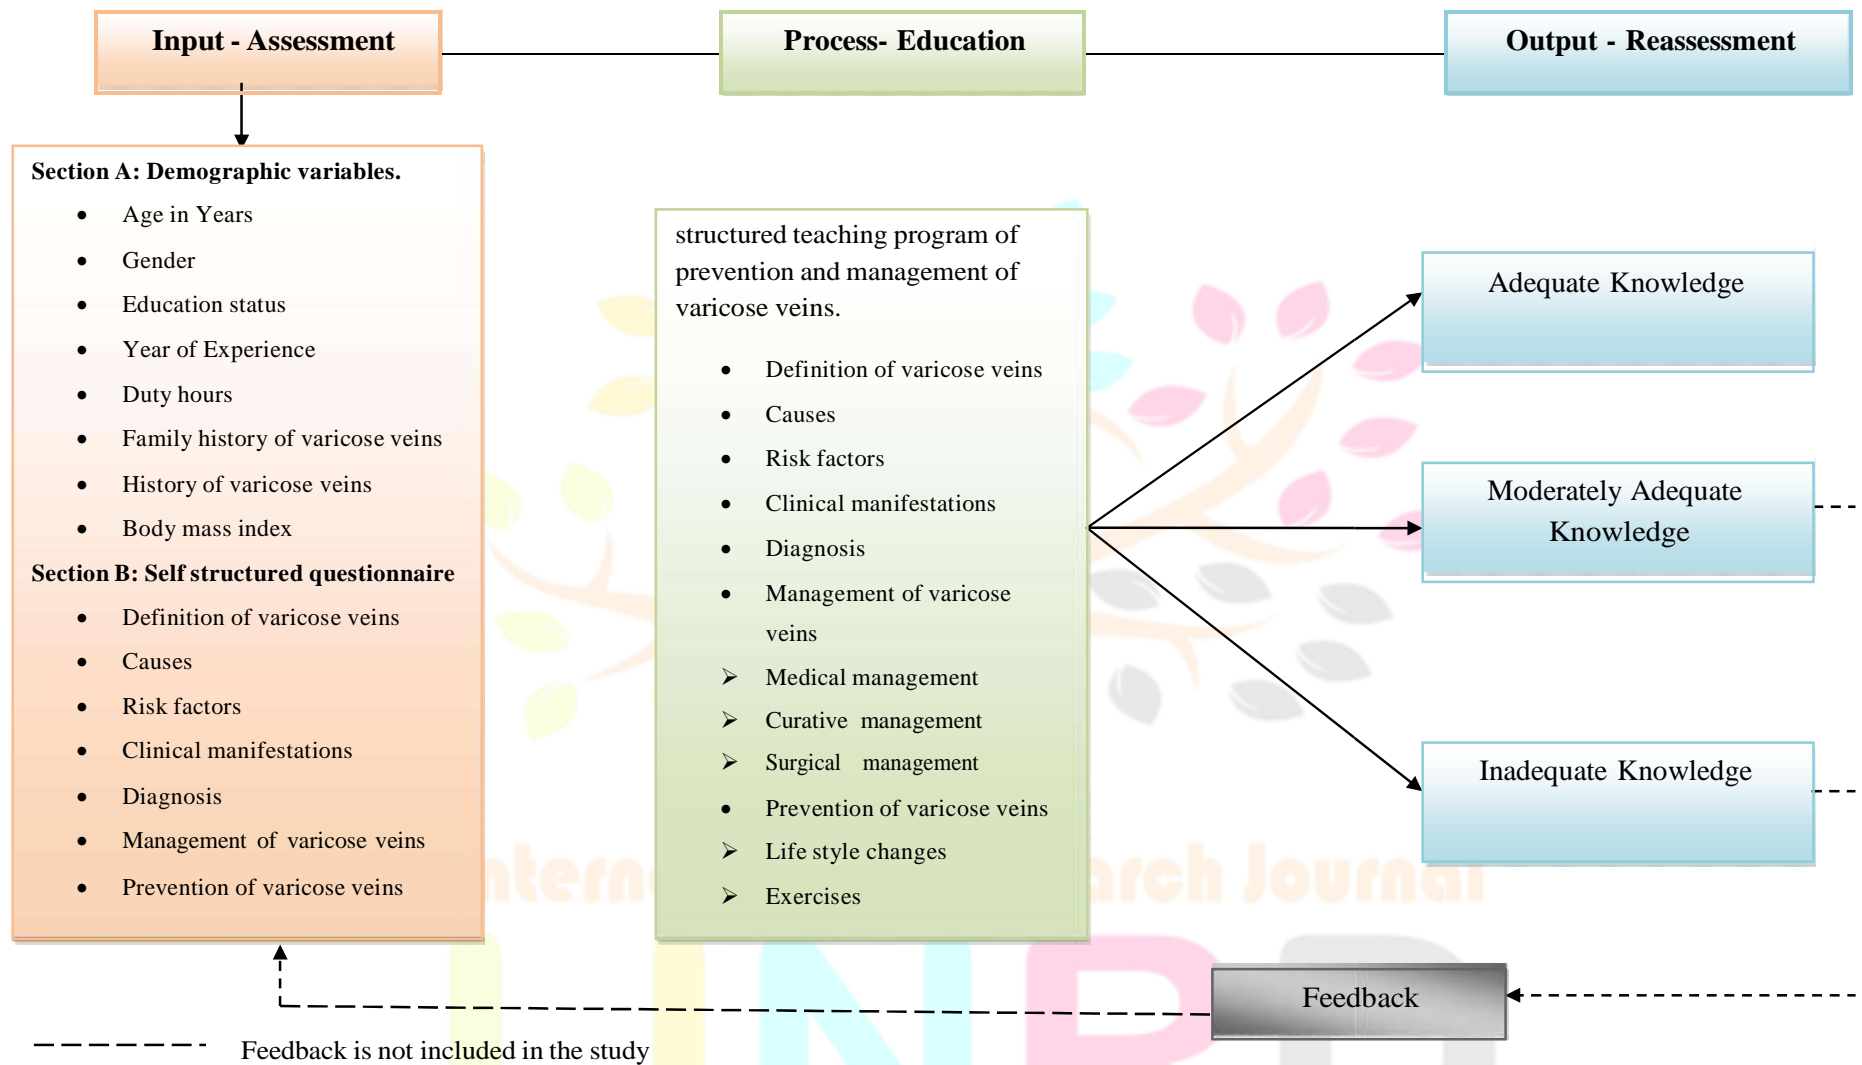 Input - Assessment
Process- Education
Output - Reassessment
Section A: Demographic variables.
• Age in Years
• Gender
• Education status
• Year of Experience
• Duty hours
• Family history of varicose veins
• History of varicose veins
• Body mass index
Section B: Self structured questionnaire
• Definition of varicose veins
• Causes
• Risk factors
• Clinical manifestations
• Diagnosis
• Management of varicose veins
• Prevention of varicose veins
structured teaching program of
prevention and management of
varicose veins.
• Definition of varicose veins
• Causes
• Risk factors
• Clinical manifestations
• Diagnosis
• Management of varicose
veins
➢ Medical management
➢ Curative management
➢ Surgical management
• Prevention of varicose veins
➢ Life style changes
➢ Exercises
Adequate Knowledge
Moderately Adequate
Knowledge
Inadequate Knowledge
Feedback
Feedback is not included in the study
Journal